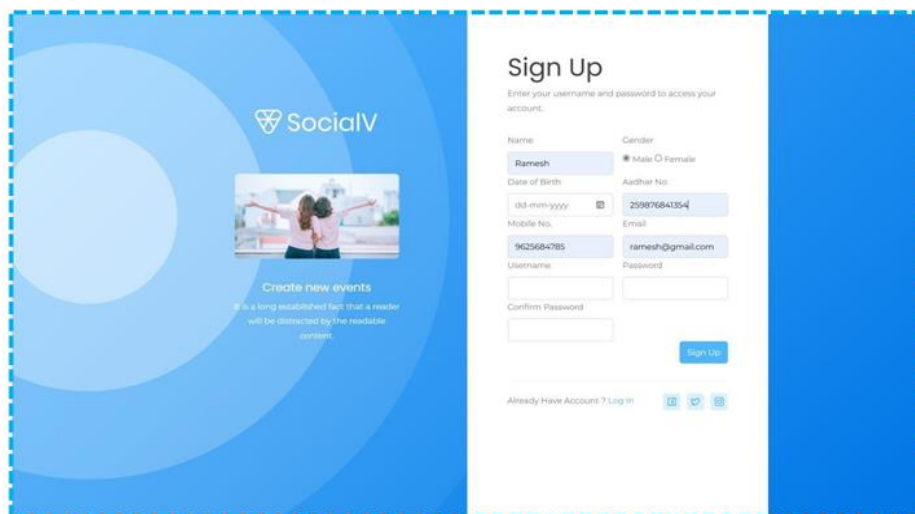 SocialV
Create new events
It is a long established fact that a reader
will be distracted by the readable
content.
Sign Up
Enter your username and password to access your
account.
Name
Gender
Ramesh
Male Female
Date of Birth
Aadhar No.
dd-mm-yyyy
259876841354
Mobile No.
Email
9625684785
ramesh@gmail.com
Username
Password
Confirm Password
Sign Up
Already Have Account ? Log in